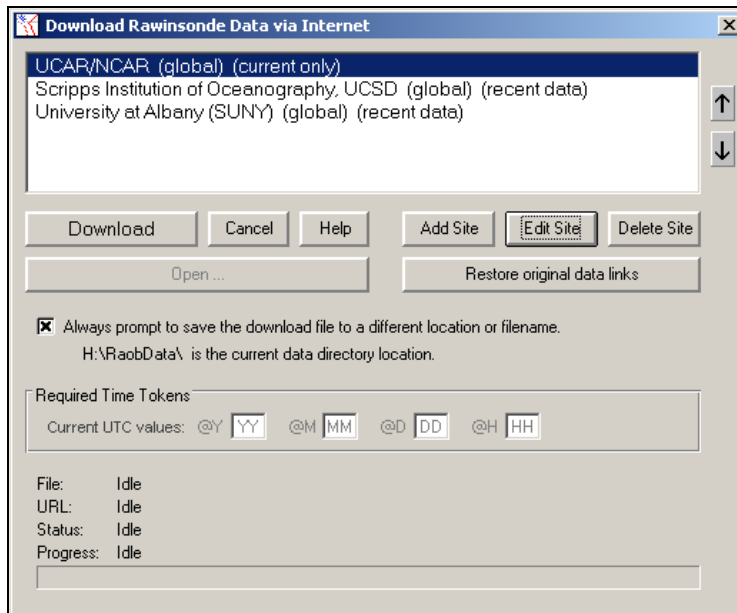 Download Rawinsonde Data via Internet
UCAR/NCAR (global) (current only)
Scripps Institution of Oceanography, UCSD (global) (recent data)
University at Albany (SUNY) (global) (recent data)
Download Cancel Help Add Site Edit Site Delete Site
Open ... Restore original data links
Always prompt to save the download file to a different location or filename.
H:\RaobData\ is the current data directory location.
Required Time Tokens
Current UTC values: @Y YY @M MM @D DD @H HH
File: Idle
URL: Idle
Status: Idle
Progress: Idle